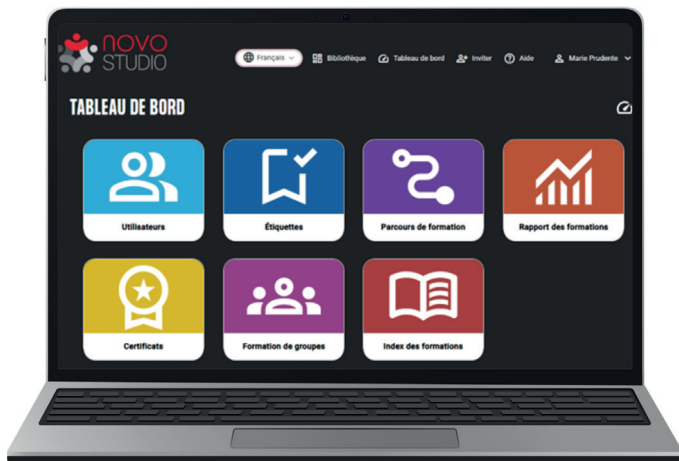 NOVO
STUDIO
Français
Bibliothèque
Tableau de bord
Inviter
Aide
Marie Prudente
TABLEAU DE BORD
Utilisateurs
Étiquettes
Parcours de formation
Rapport des formations
Certificats
Formation de groupes
Index des formations